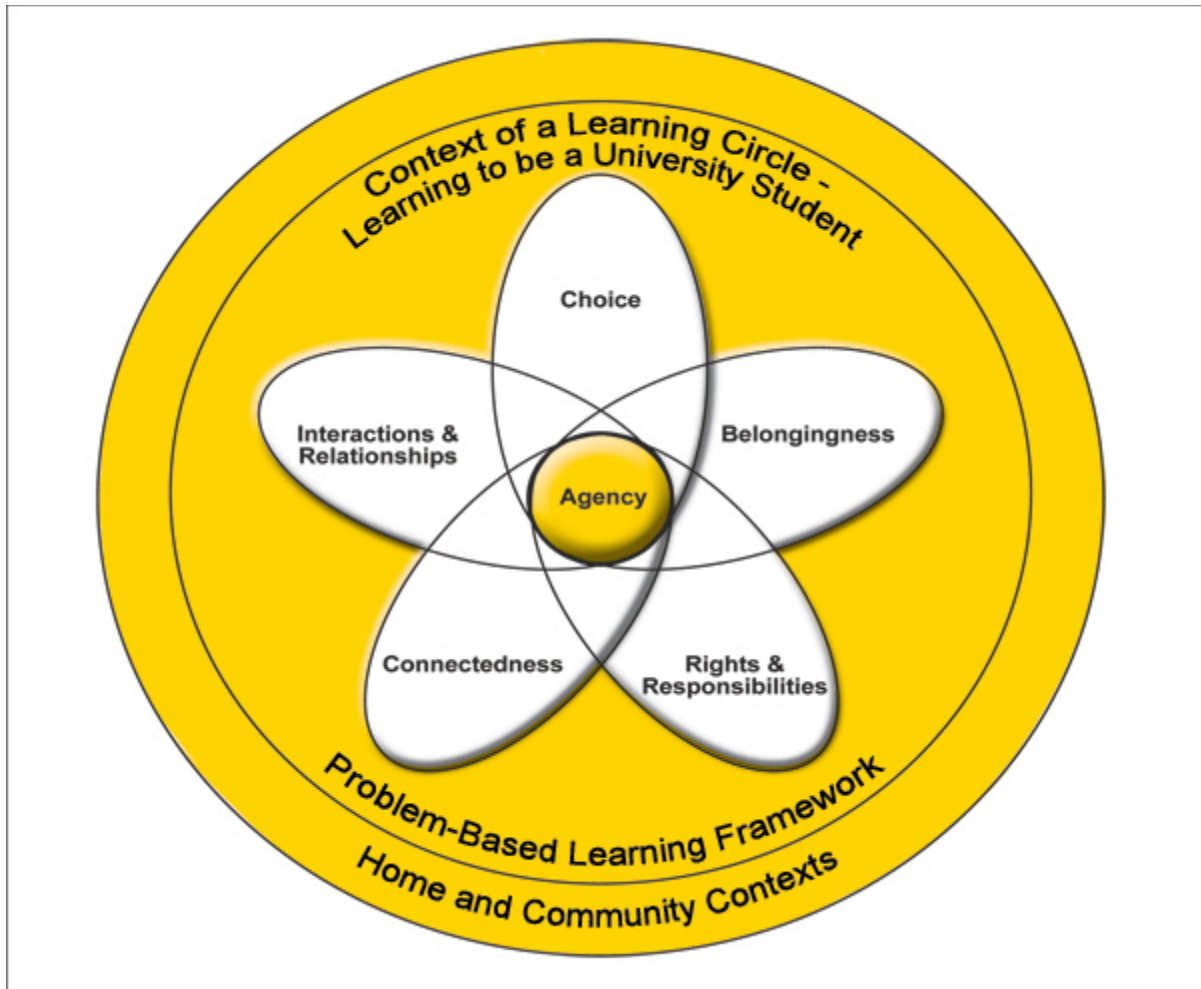 Context of a Learning Circle -
Learning to be a University Student
Choice
Interactions &
Relationships
Belongingness
Agency
Connectedness
Rights &
Responsibilities
Problem-Based Learning Framework
Home and Community Contexts